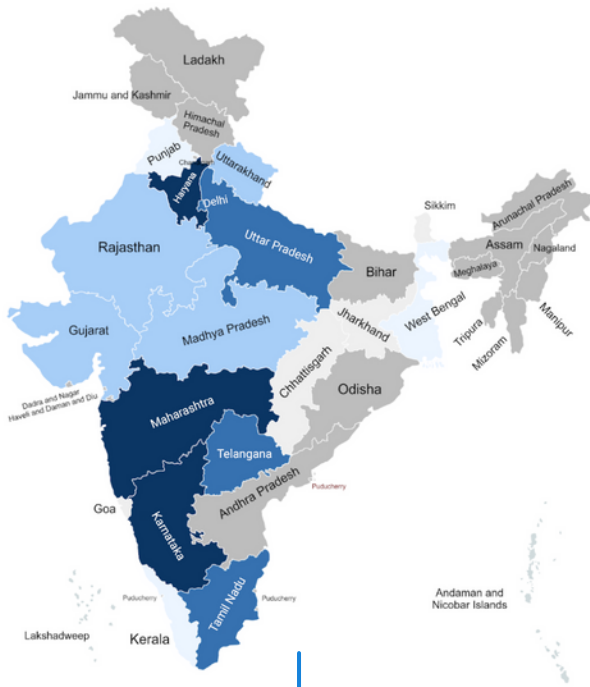 Ladakh
Jammu and Kashmir
Himachal
Pradesh
Punjab
Uttarakhand
Haryana
Delhi
Sikkim
Arunachal Pradesh
Rajasthan
Uttar Pradesh
Assam
Nagaland
Bihar
Meghalaya
West Bengal
Manipur
Gujarat
Madhya Pradesh
Jharkhand
Tripura
Mizoram
Chhattisgarh
Odisha
Dadra and Nagar
Haveli and Daman and Diu
Maharashtra
Telangana
Andhra Pradesh
Puducherry
Goa
Karnataka
Puducherry
Tamil Nadu
Puducherry
Andaman and
Nicobar Islands
Lakshadweep
Kerala